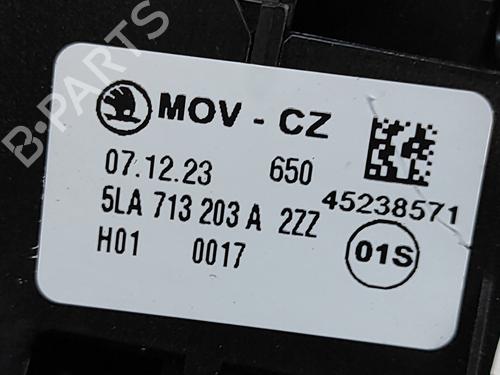 MOV - CZ
07.12.23 650
45238571
5LA 713 203 A 2ZZ
H01 0017
01S
B-PARTS